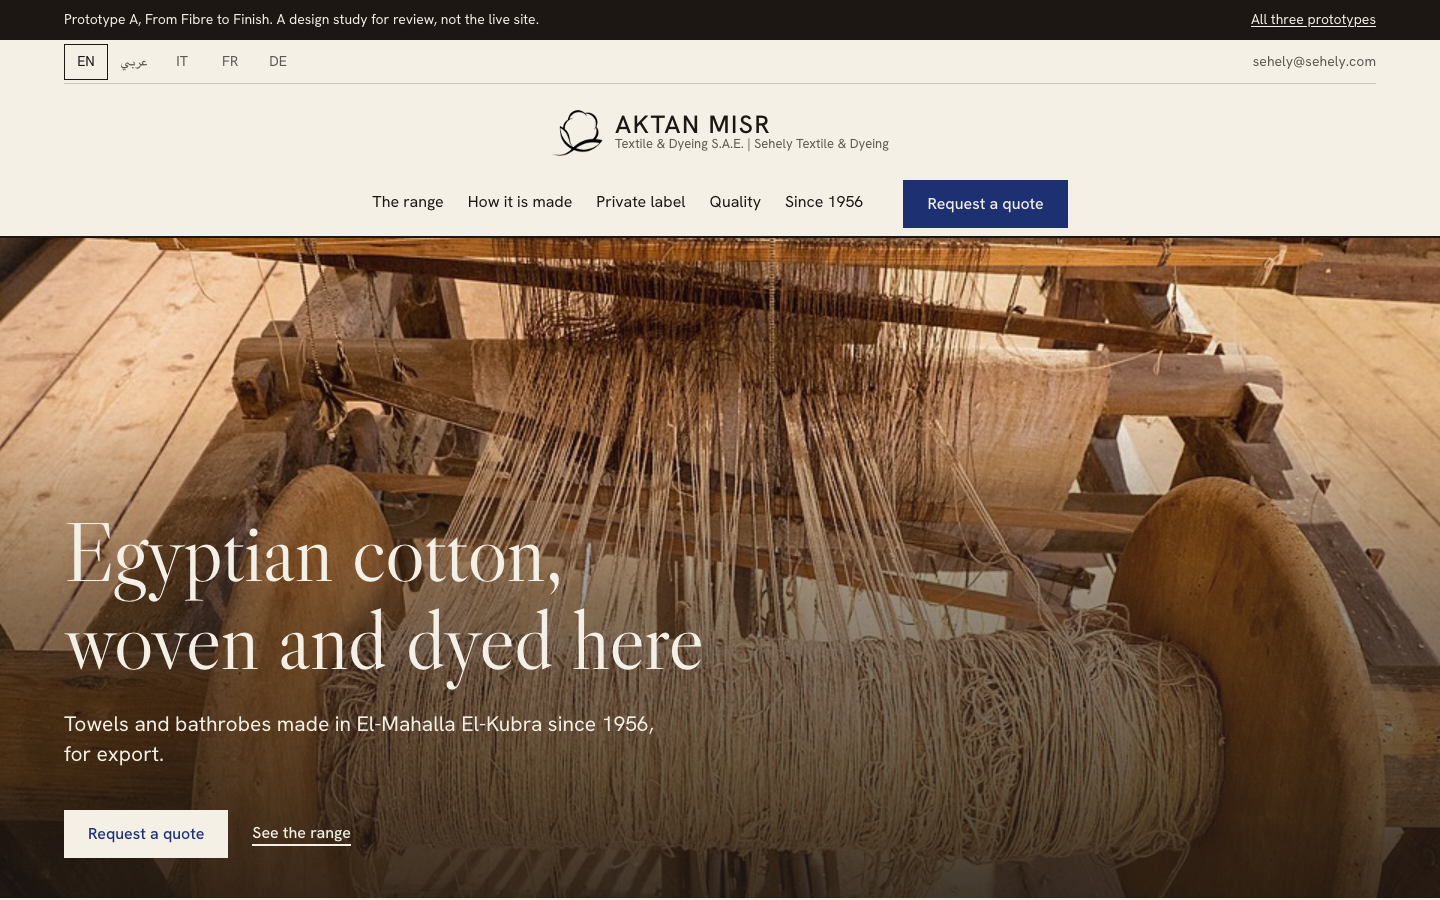 Prototype A, From Fibre to Finish. A design study for review, not the live site.
All three prototypes
EN
عربي
IT
FR
DE
sehely@sehely.com
AKTAN MISR
Textile & Dyeing S.A.E. | Sehely Textile & Dyeing
The range
How it is made
Private label
Quality
Since 1956
Request a quote
Egyptian cotton,
woven and dyed here
Towels and bathrobes made in El-Mahalla El-Kubra since 1956,
for export.
Request a quote
See the range